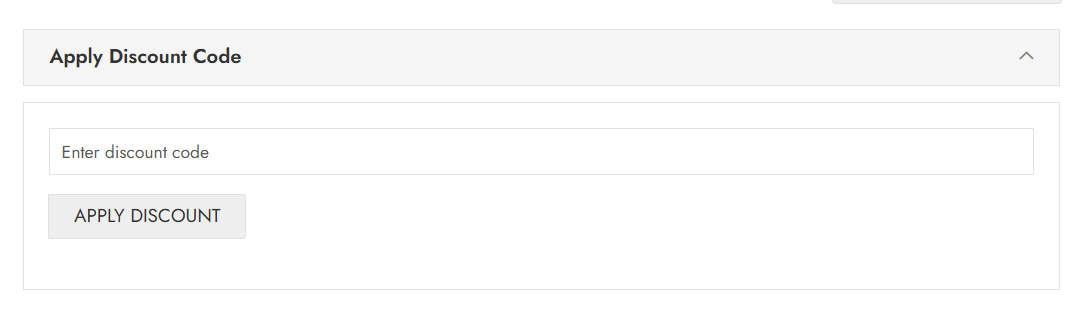 Apply Discount Code
Enter discount code
APPLY DISCOUNT